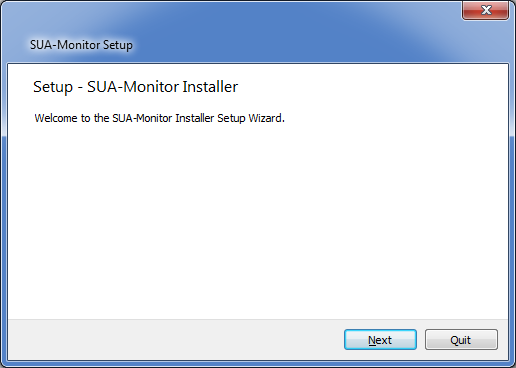 SUA-Monitor Setup
Setup - SUA-Monitor Installer
Welcome to the SUA-Monitor Installer Setup Wizard.
Next
Quit